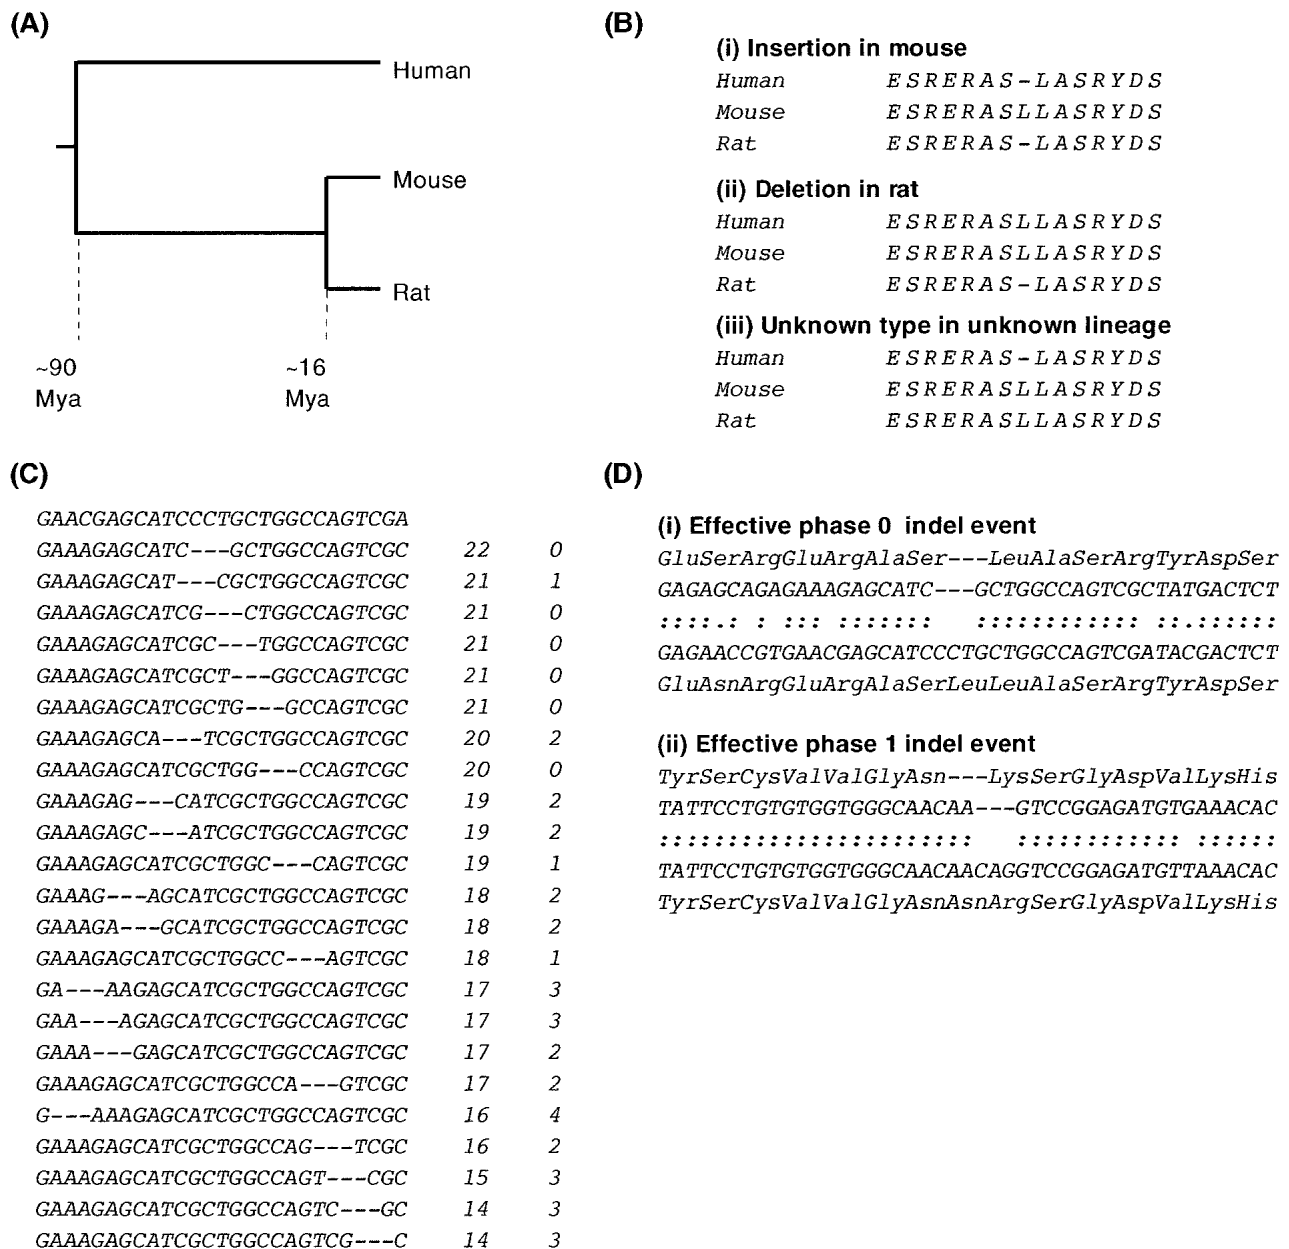 (A)
Human
Mouse
Rat
~90
Mya
~16
Mya
(B)
(i) Insertion in mouse
Human ESRERAS-LASRYDS
Mouse ESRERASLLASRYDS
Rat ESRERAS-LASRYDS
(ii) Deletion in rat
Human ESRERASLLASRYDS
Mouse ESRERASLLASRYDS
Rat ESRERAS-LASRYDS
(iii) Unknown type in unknown lineage
Human ESRERAS-LASRYDS
Mouse ESRERASLLASRYDS
Rat ESRERASLLASRYDS
(C)
GAACGAGCATCCCTGCTGGCCAGTCGA
GAAAGAGCATC---GCTGGCCAGTCGC 22 0
GAAAGAGCAT---CGCTGGCCAGTCGC 21 1
GAAAGAGCATCG---CTGGCCAGTCGC 21 0
GAAAGAGCATCGC---TGGCCAGTCGC 21 0
GAAAGAGCATCGCT---GGCCAGTCGC 21 0
GAAAGAGCATCGCTG---GCCAGTCGC 21 0
GAAAGAGCA---TCGCTGGCCAGTCGC 20 2
GAAAGAGCATCGCTGG---CCAGTCGC 20 0
GAAAGAG---CATCGCTGGCCAGTCGC 19 2
GAAAGAGC---ATCGCTGGCCAGTCGC 19 2
GAAAGAGCATCGCTGGC---CAGTCGC 19 1
GAAAG---AGCATCGCTGGCCAGTCGC 18 2
GAAAGA---GCATCGCTGGCCAGTCGC 18 2
GAAAGAGCATCGCTGGCC---AGTCGC 18 1
GA---AAGAGCATCGCTGGCCAGTCGC 17 3
GAA---AGAGCATCGCTGGCCAGTCGC 17 3
GAAA---GAGCATCGCTGGCCAGTCGC 17 2
GAAAGAGCATCGCTGGCCA---GTCGC 17 2
G---AAAGAGCATCGCTGGCCAGTCGC 16 4
GAAAGAGCATCGCTGGCCAG---TCGC 16 2
GAAAGAGCATCGCTGGCCAGT---CGC 15 3
GAAAGAGCATCGCTGGCCAGTC---GC 14 3
GAAAGAGCATCGCTGGCCAGTCG---C 14 3
(D)
(i) Effective phase 0 indel event
GluSerArgGluArgAlaSer---LeuAlaSerArgTyrAspSer
GAGAGCAGAGAAAGAGCATC---GCTGGCCAGTCGCTATGACTCT
::::.: : ::: ::::::: :::::::::::: ::.::::::
GAGAACCGTGAACGAGCATCCCTGCTGGCCAGTCGATACGACTCT
GluAsnArgGluArgAlaSerLeuLeuAlaSerArgTyrAspSer
(ii) Effective phase 1 indel event
TyrSerCysValValGlyAsn---LysSerGlyAspValLysHis
TATTCCTGTGTGGTGGGCAACAA---GTCCGGAGATGTGAAACAC
::::::::::::::::::::::: :::::::::::: ::::::
TATTCCTGTGTGGTGGGCAACAACAGGTCCGGAGATGTTAAACAC
TyrSerCysValValGlyAsnAsnArgSerGlyAspValLysHis